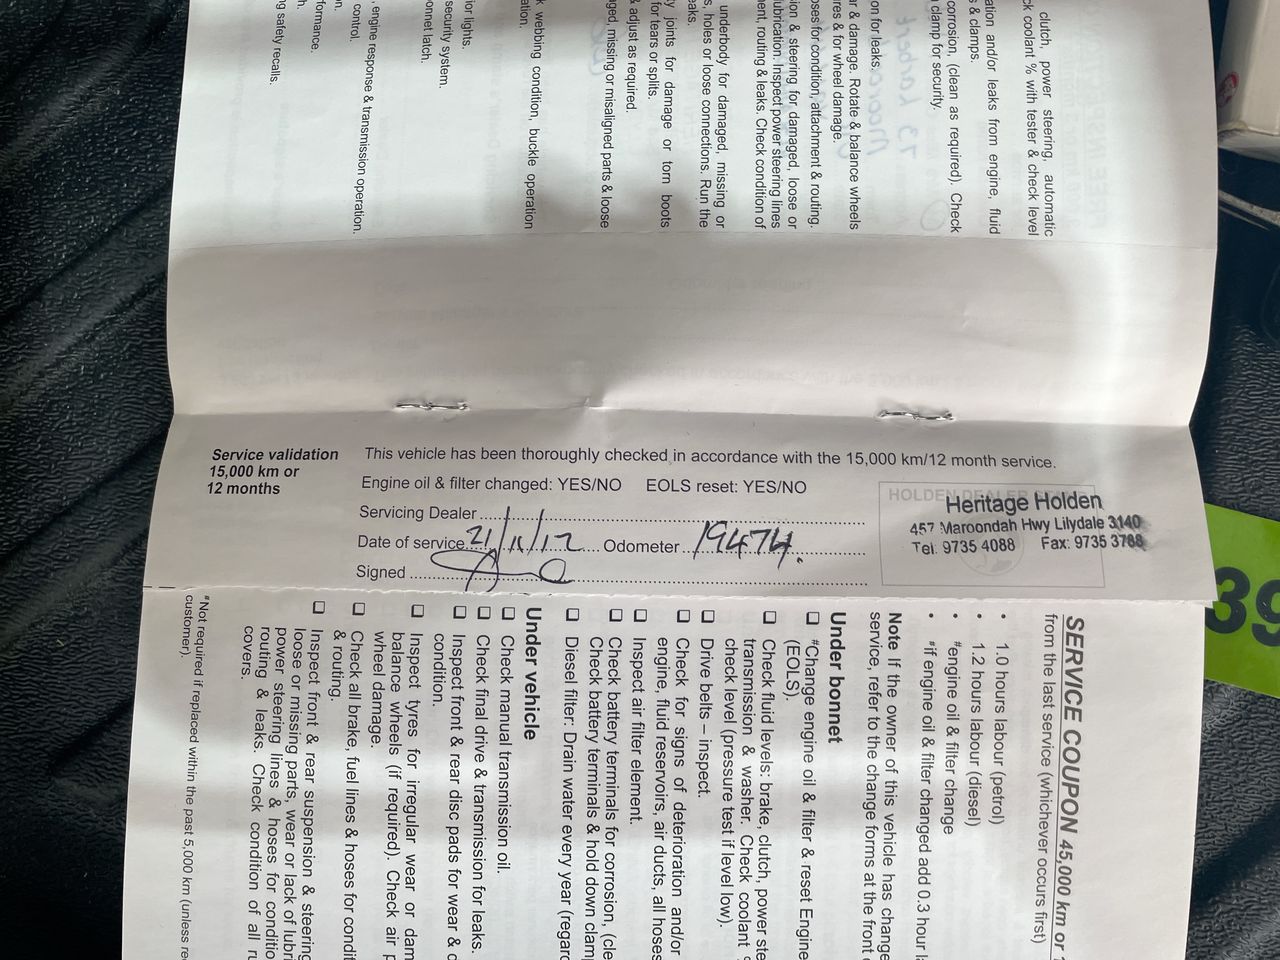 clutch, power steering, automatic
ck coolant % with tester & check level
ation and/or leaks from engine, fluid
s & clamps.
corrosion, (clean as required). Check
clamp for security.
on for leaks.
ar & damage. Rotate & balance wheels
res & for wheel damage.
oses for condition, attachment & routing.
ion & steering for damaged, loose or
ubrication. Inspect power steering lines
ment, routing & leaks. Check condition of
underbody for damaged, missing or
s, holes or loose connections. Run the
eaks.
ty joints for damage or torn boots
for tears or splits.
& adjust as required.
aged, missing or misaligned parts & loose
k webbing condition, buckle operation
ation.
ior lights.
security system.
onnet latch.
, engine response & transmission operation.
control.
n.
formance.
h
ng safety recalls.
Service validation
15,000 km or
12 months
This vehicle has been thoroughly checked in accordance with the 15,000 km/12 month service.
Engine oil & filter changed: YES/NO EOLS reset: YES/NO
Servicing Dealer
Date of service 21/11/12 Odometer 19474.
Signed
HOLDEN DEALER
Heritage Holden
457 Maroondah Hwy Lilydale 3140
Tel: 9735 4088 Fax: 9735 3788
SERVICE COUPON 45,000 km or
from the last service (whichever occurs first)
• 1.0 hours labour (petrol)
• 1.2 hours labour (diesel)
• #engine oil & filter change
• #if engine oil & filter changed add 0.3 hour la
Note If the owner of this vehicle has change
service, refer to the change forms at the front o
Under bonnet
❑ #Change engine oil & filter & reset Engine
(EOLS).
❑ Check fluid levels: brake, clutch, power ste
transmission & washer. Check coolant %
check level (pressure test if level low).
❑ Drive belts – inspect.
❑ Check for signs of deterioration and/or
engine, fluid reservoirs, air ducts, all hoses
❑ Inspect air filter element.
❑ Check battery terminals for corrosion, (cle
Check battery terminals & hold down clam
❑ Diesel filter: Drain water every year (regard
Under vehicle
❑ Check manual transmission oil.
❑ Check final drive & transmission for leaks.
❑ Inspect front & rear disc pads for wear & c
condition.
❑ Inspect tyres for irregular wear or dam
balance wheels (if required). Check air p
wheel damage.
❑ Check all brake, fuel lines & hoses for condit
& routing.
❑ Inspect front & rear suspension & steering
loose or missing parts, wear or lack of lubri
power steering lines & hoses for conditio
routing & leaks. Check condition of all ru
covers.
#Not required if replaced within the past 5,000 km (unless re
customer).
39